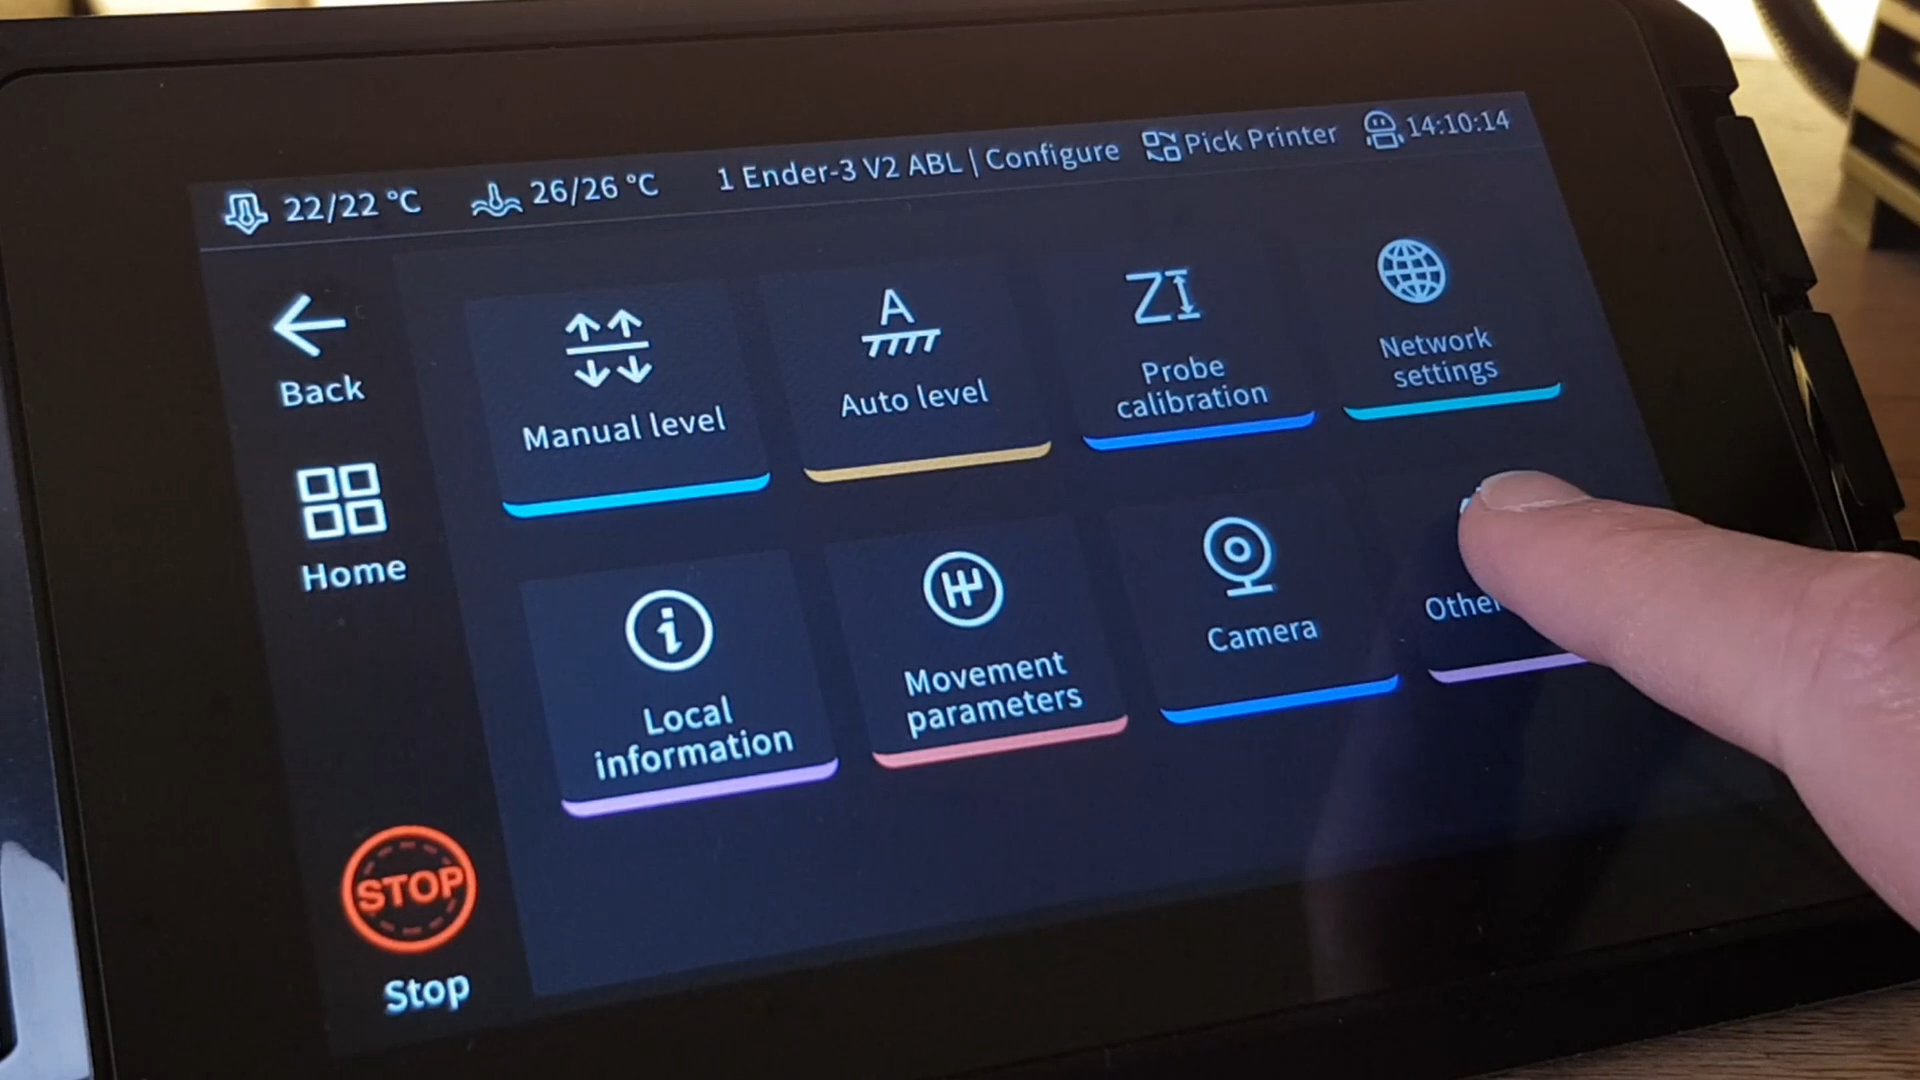 22/22 °C 26/26 °C 1 Ender-3 V2 ABL | Configure Pick Printer 14:10:14
Back
Home
STOP
Stop
Manual level
A
Auto level
Z
Probe
calibration
Network
settings
Local
information
Movement
parameters
Camera